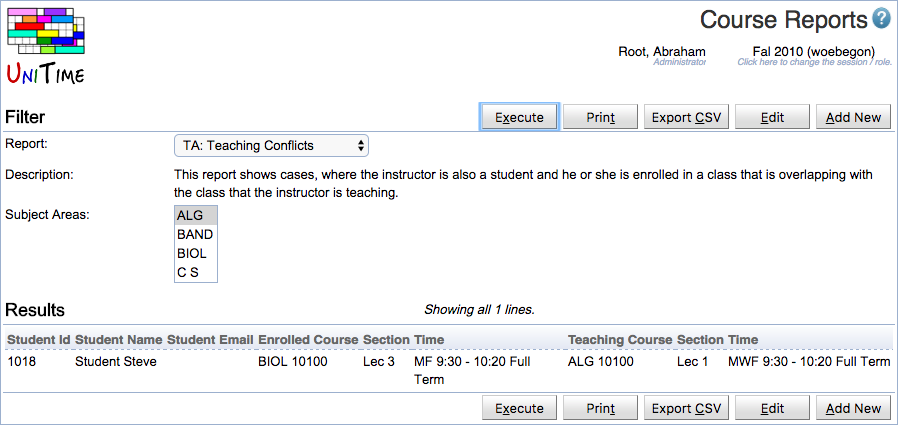 Course Reports ?
UNITIME
Root, Abraham Fal 2010 (woebegon)
Administrator Click here to change the session / role.
Filter Execute Print Export CSV Edit Add New
Report: TA: Teaching Conflicts
Description: This report shows cases, where the instructor is also a student and he or she is enrolled in a class that is overlapping with
the class that the instructor is teaching.
Subject Areas: ALG
BAND
BIOL
C S
Results Showing all 1 lines.
Student Id Student Name Student Email Enrolled Course Section Time Teaching Course Section Time
1018 Student Steve BIOL 10100 Lec 3 MF 9:30 - 10:20 Full ALG 10100 Lec 1 MWF 9:30 - 10:20 Full Term
Term
Execute Print Export CSV Edit Add New